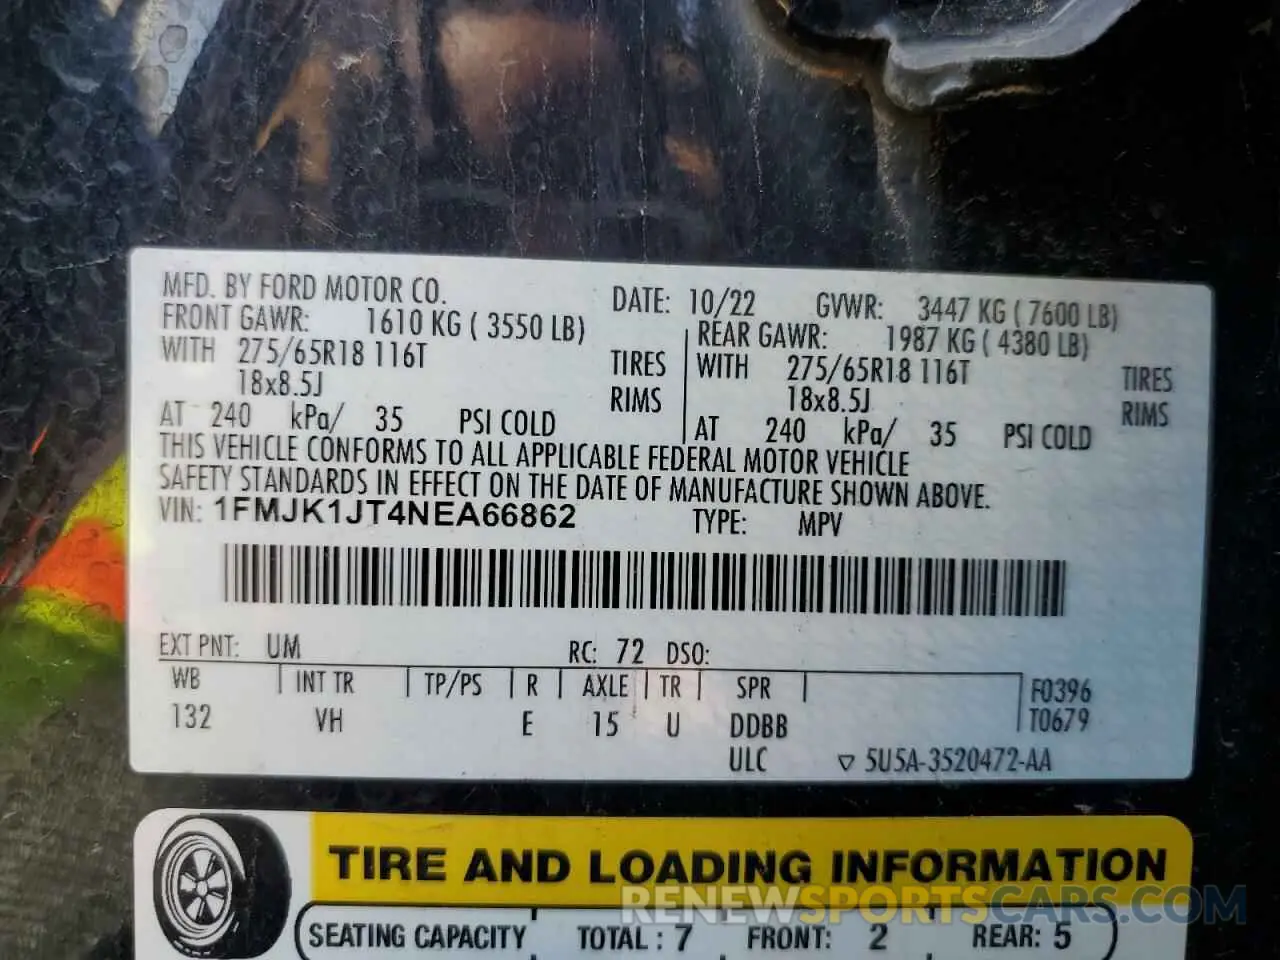 MFD. BY FORD MOTOR CO. DATE: 10/22 GVWR: 3447 KG ( 7600 LB)
FRONT GAWR: 1610 KG ( 3550 LB) REAR GAWR: 1987 KG ( 4380 LB)
WITH 275/65R18 116T TIRES WITH 275/65R18 116T TIRES
18x8.5J RIMS 18x8.5J RIMS
AT 240 kPa/ 35 PSI COLD AT 240 kPa/ 35 PSI COLD
THIS VEHICLE CONFORMS TO ALL APPLICABLE FEDERAL MOTOR VEHICLE
SAFETY STANDARDS IN EFFECT ON THE DATE OF MANUFACTURE SHOWN ABOVE.
VIN: 1FMJK1JT4NEA66862 TYPE: MPV
EXT PNT: UM RC: 72 DSO:
WB INT TR TP/PS R AXLE TR SPR F0396
132 VH E 15 U DDBB T0679
ULC ▽ 5U5A-3520472-AA
TIRE AND LOADING INFORMATION
RENEWSPORTSCARS.COM
SEATING CAPACITY TOTAL : 7 FRONT: 2 REAR: 5